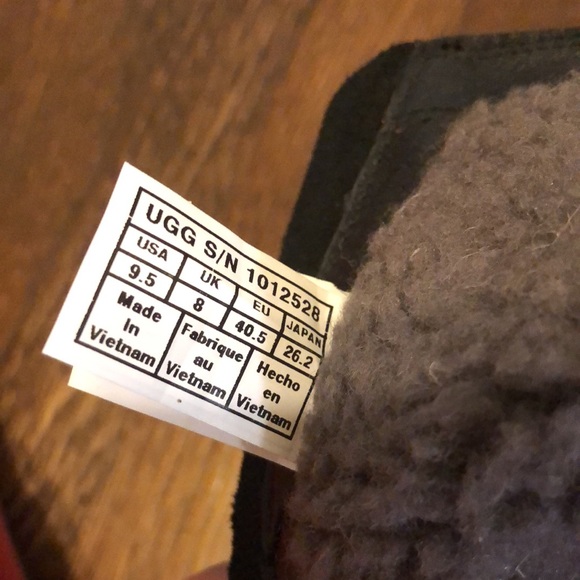 UGG S/N 1012528
USA UK EU JAPAN
9.5 8 40.5 26.2
Made Fabrique Hecho
In au en
Vietnam Vietnam Vietnam